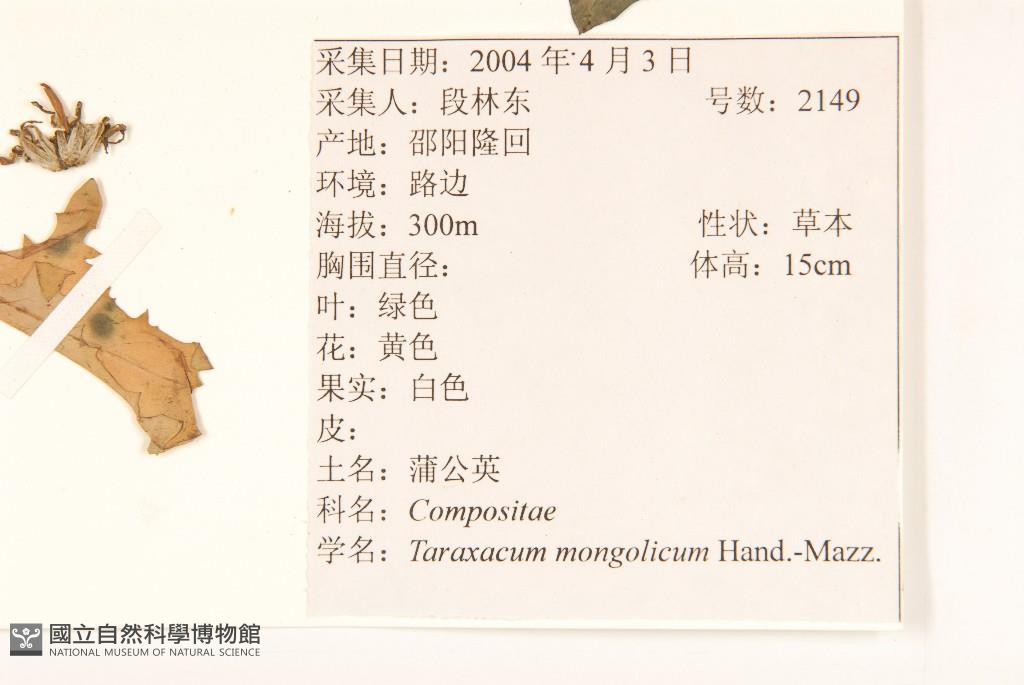 采集日期：2004 年 4 月 3 日
采集人：段林东 号数：2149
产地：邵阳隆回
环境：路边
海拔：300m 性状：草本
胸围直径： 体高：15cm
叶：绿色
花：黄色
果实：白色
皮：
土名：蒲公英
科名：Compositae
学名：Taraxacum mongolicum Hand.-Mazz.
國立自然科學博物館
NATIONAL MUSEUM OF NATURAL SCIENCE